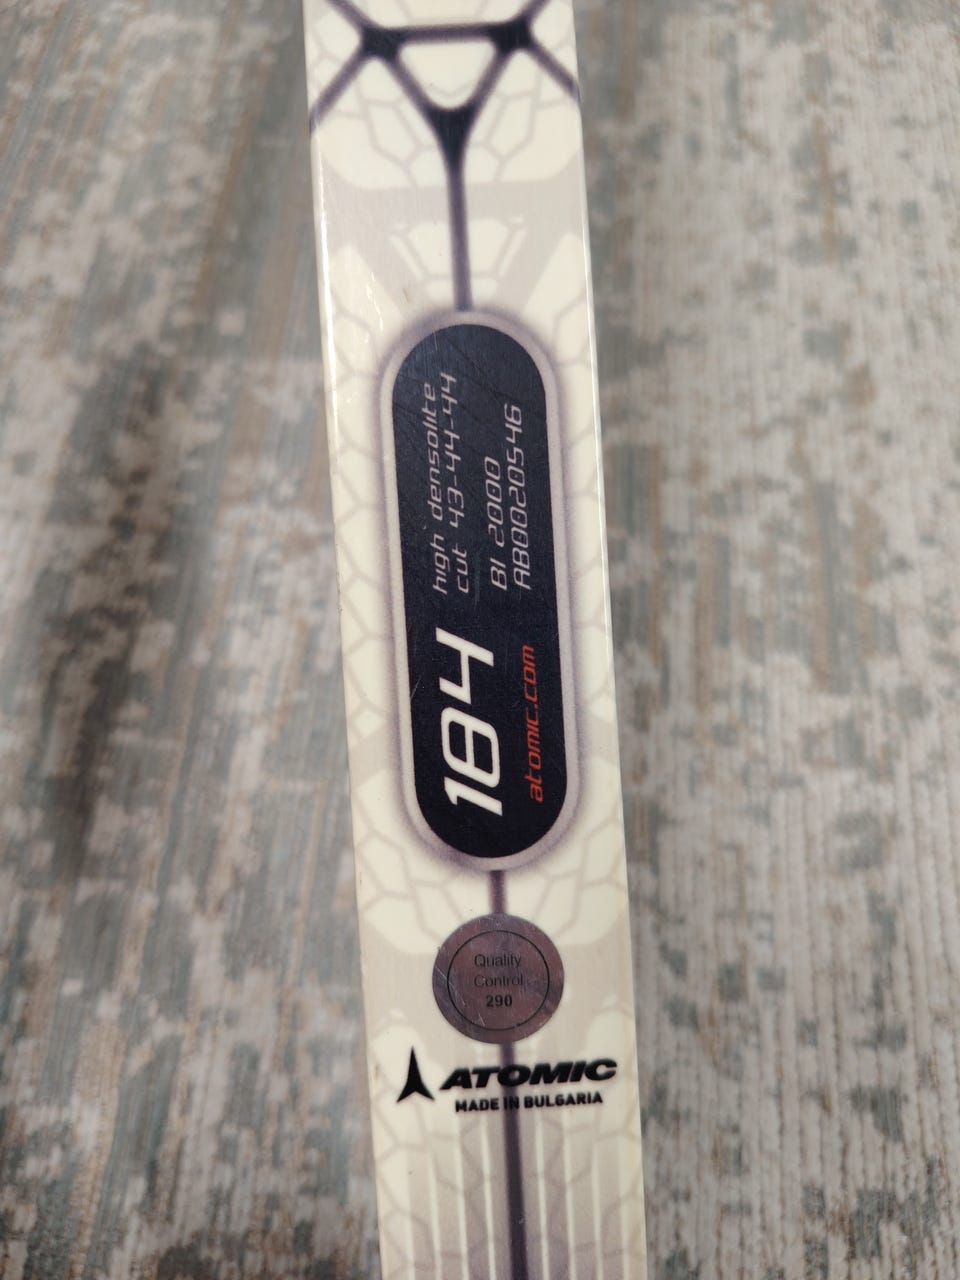 184
high densolite
cut 43-44-44
BI 2000
AB0020546
atomic.com
Quality
Control
290
ATOMIC
MADE IN BULGARIA